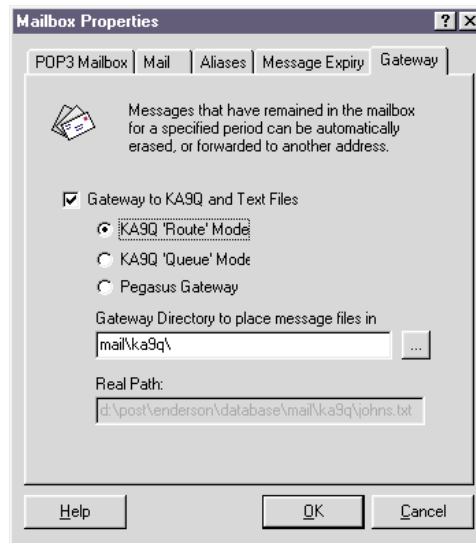 Mailbox Properties
POP3 Mailbox Mail Aliases Message Expiry Gateway
Messages that have remained in the mailbox
for a specified period can be automatically
erased, or forwarded to another address.
Gateway to KA9Q and Text Files
KA9Q 'Route' Mode
KA9Q 'Queue' Mode
Pegasus Gateway
Gateway Directory to place message files in
mail\ka9q\
...
Real Path:
d:\post\enderson\database\mail\ka9q\johns.txt
Help OK Cancel